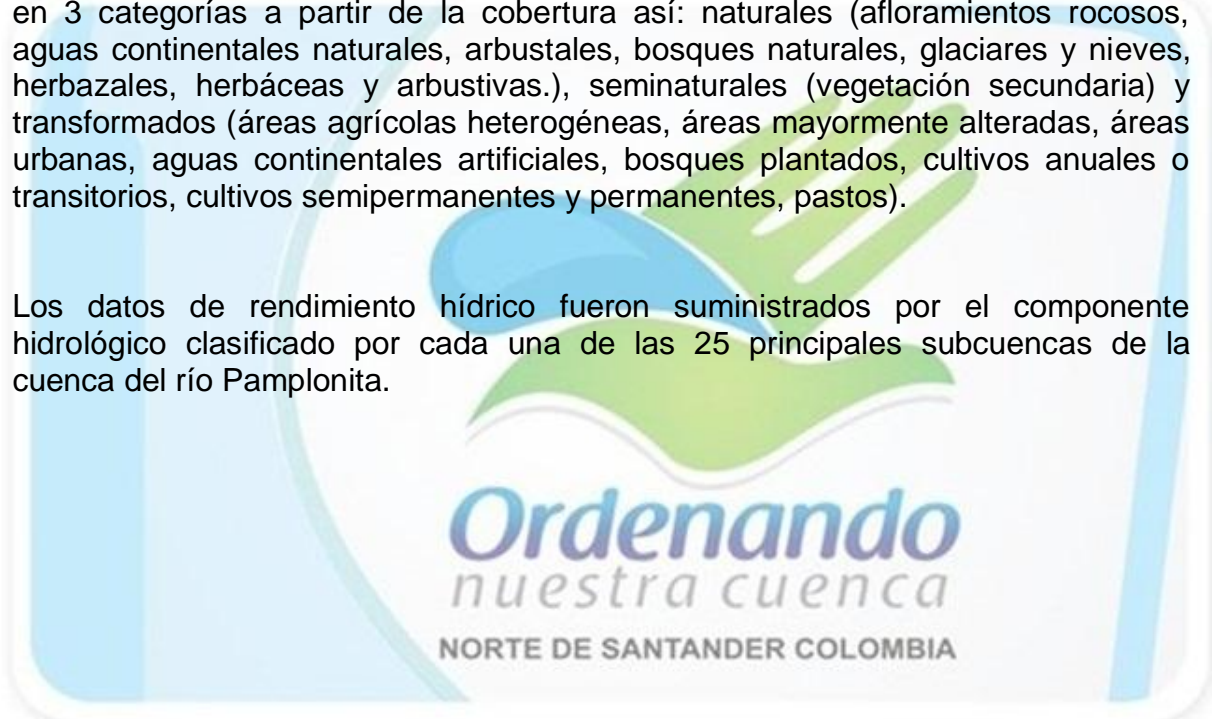 en 3 categorías a partir de la cobertura así: naturales (afloramientos rocosos,
aguas continentales naturales, arbustales, bosques naturales, glaciares y nieves,
herbazales, herbáceas y arbustivas.), seminaturales (vegetación secundaria) y
transformados (áreas agrícolas heterogéneas, áreas mayormente alteradas, áreas
urbanas, aguas continentales artificiales, bosques plantados, cultivos anuales o
transitorios, cultivos semipermanentes y permanentes, pastos).
Los datos de rendimiento hídrico fueron suministrados por el componente
hidrológico clasificado por cada una de las 25 principales subcuencas de la
cuenca del río Pamplonita.
Ordenando
nuestra cuenca
NORTE DE SANTANDER COLOMBIA